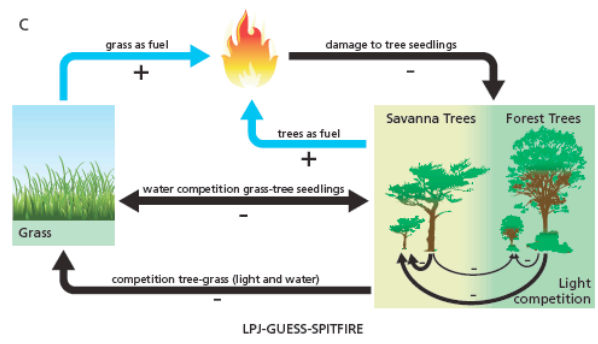 C
grass as fuel
+
damage to tree seedlings
-
Savanna Trees
Forest Trees
trees as fuel
+
water competition grass-tree seedlings
-
Grass
-
-
-
-
competition tree-grass (light and water)
-
Light
competition
LPJ-GUESS-SPITFIRE